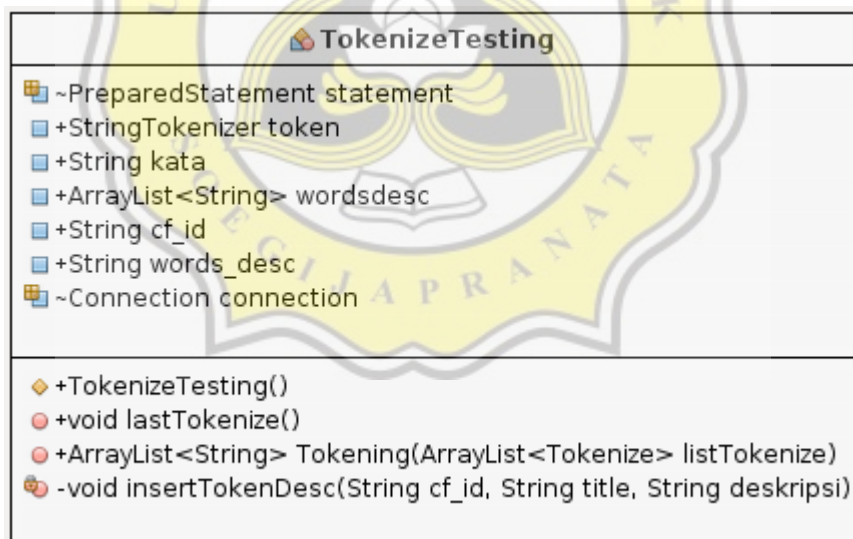 TokenizeTesting
~PreparedStatement statement
+StringTokenizer token
+String kata
+ArrayList<String> wordsdesc
+String cf_id
+String words_desc
~Connection connection
+TokenizeTesting()
+void lastTokenize()
+ArrayList<String> Tokening(ArrayList<Tokenize> listTokenize)
-void insertTokenDesc(String cf_id, String title, String deskripsi)
SOEGIJAPRANATA